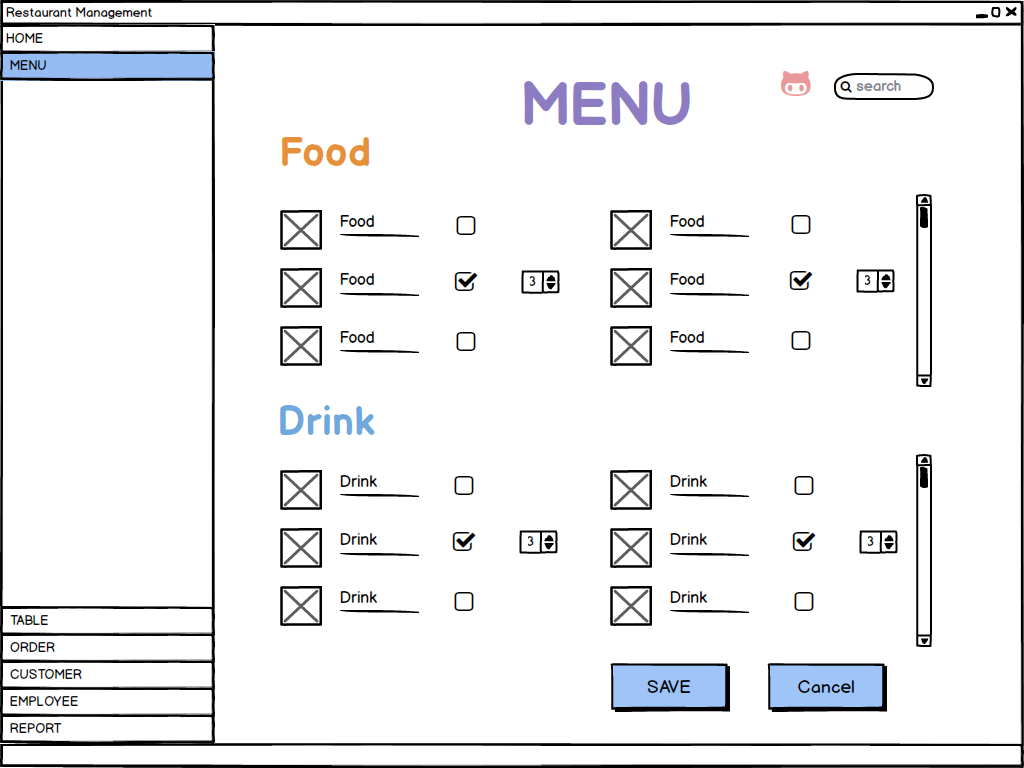 Restaurant Management
HOME
MENU
MENU
search
Food
Food
Food
Food 3
Food 3
Food
Food
Drink
Drink
Drink
Drink 3
Drink 3
Drink
Drink
TABLE
ORDER
CUSTOMER
EMPLOYEE
REPORT
SAVE
Cancel